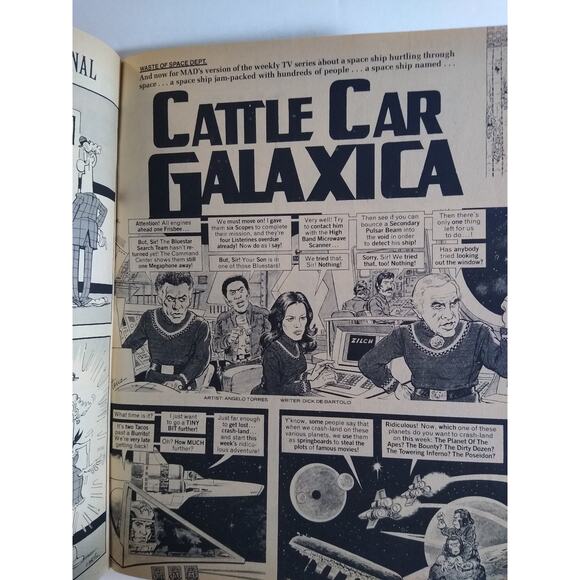 NAL
WASTE OF SPACE DEPT.
And now for MAD's version of the weekly TV series about a space ship hurtling through
space . . . a space ship jam-packed with hundreds of people . . . a space ship named . . .
CATTLE CAR
GALAXICA
Attention! All engines
ahead one Frisbee . . .
But, Sir! The Bluestar
Search Team hasn't re-
turned yet! The Command
Center shows them still
one Megaphone away!
We must move on! I gave
them six Scopes to complete
their mission, and they're
four Listerines overdue
already! Now do as I say!
But, Sir! Your Son is in
one of those Bluestars!
Very well! Try
to contact him
with the High
Band Microwave
Scanner . . .
We tried that,
Sir! Nothing!
Then see if you can
bounce a Secondary
Pulsar Beam into
the void in order
to detect his ship!
Sorry, Sir! We tried
that, too! Nothing!
Then there's
only one thing
left for us
to do . . .
Has anybody
tried looking
out the window?
ZILCH
ARTIST: ANGELO TORRES
WRITER: DICK DE BARTOLO
What time is it?
It's two Tacos
past a Burrito!
We're very late
getting back!
I just want
to go a TINY
BIT further!
Oh? How MUCH
further?
Just far enough
to get lost . . .
crash-land . . .
and start this
week's ridicu-
lous adventure!
Y'know, some people say that
when we crash-land on these
various planets, we use them
as springboards to steal the
plots of famous movies!
Ridiculous! Now, which one of these
planets do you want to crash-land
on this week: The Planet Of The
Apes? The Bounty? The Dirty Dozen?
The Towering Inferno? The Poseidon?